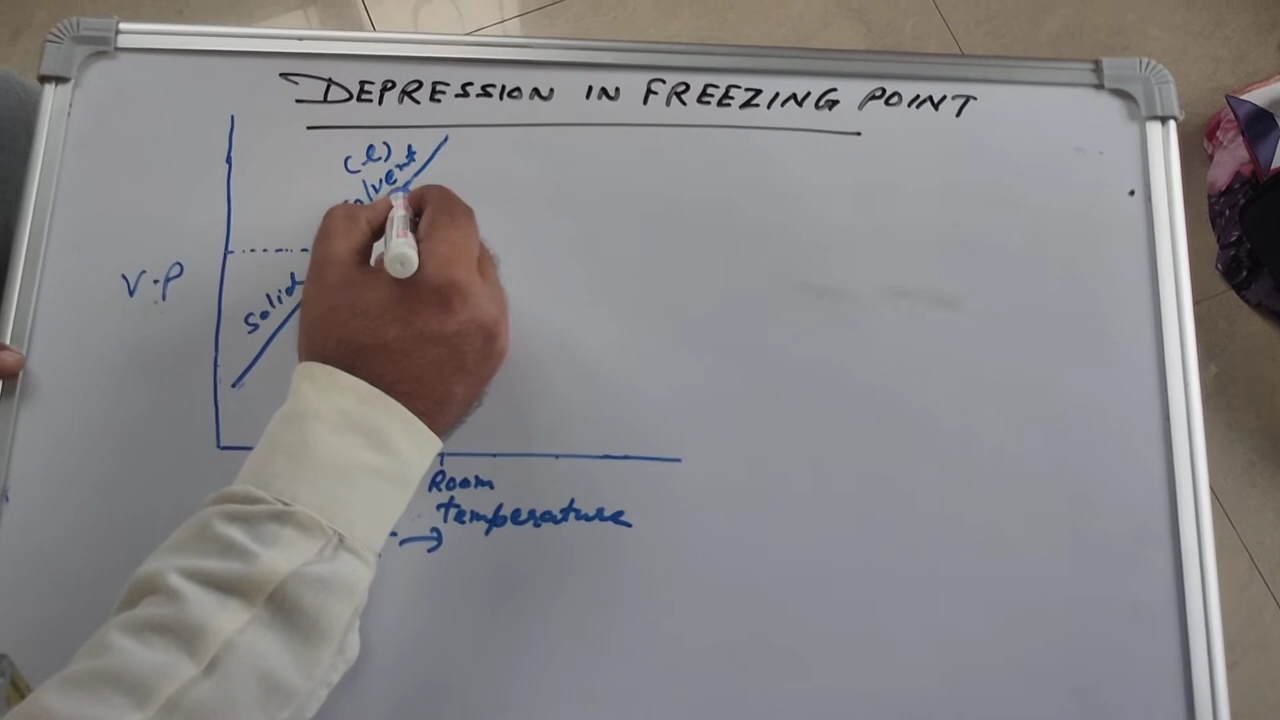 DEPRESSION IN FREEZING POINT
(l)
solvent
V.P
solid
Room
temperature